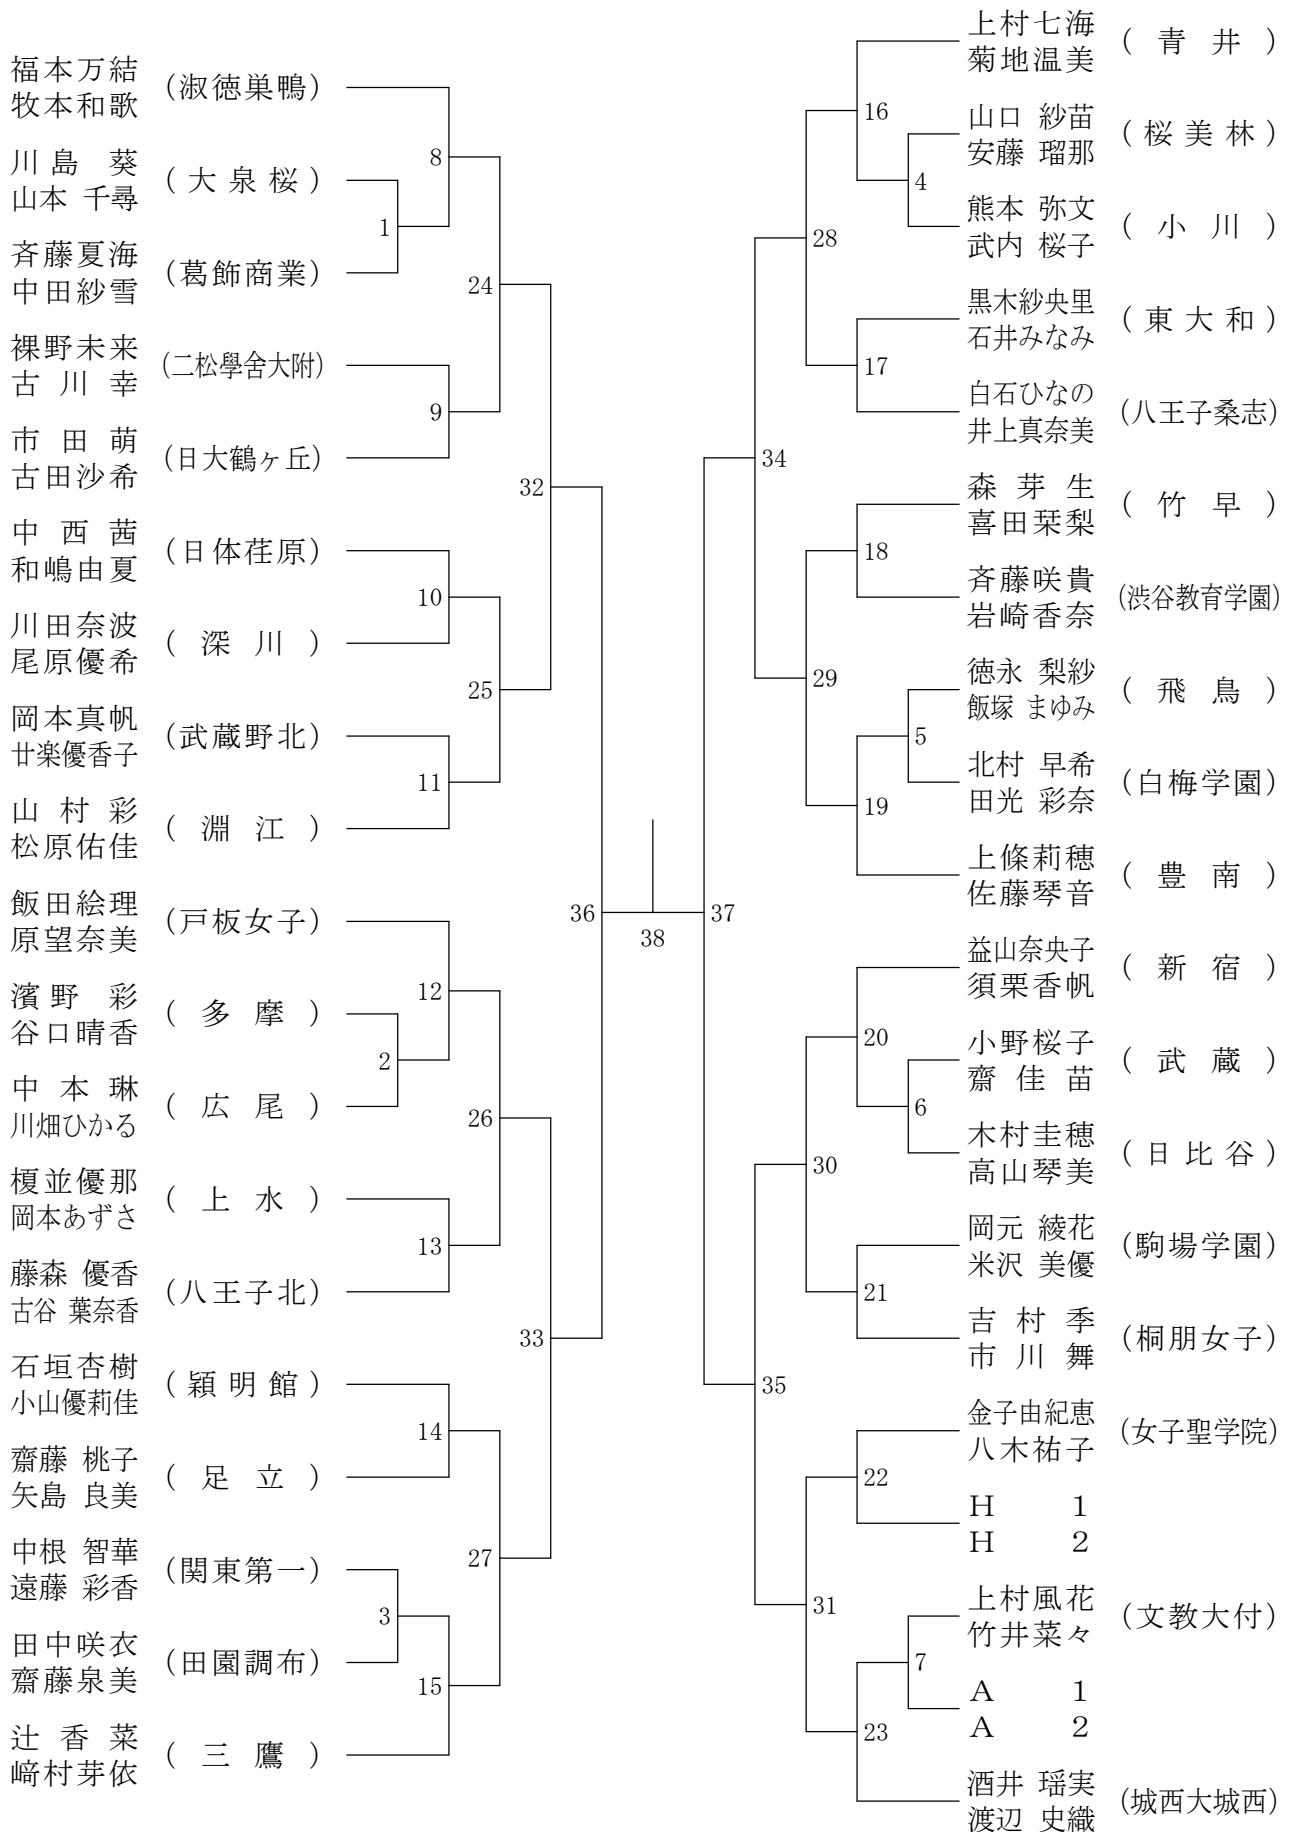 福本万結
牧本和歌
(淑徳巣鴨)
川島 葵
山本 千尋
(大泉桜)
斉藤夏海
中田紗雪
(葛飾商業)
裸野未来
古川 幸
(二松學舍大附)
市田 萌
古田沙希
(日大鶴ヶ丘)
中西 茜
和嶋由夏
(日体荏原)
川田奈波
尾原優希
(深川)
岡本真帆
廿楽優香子
(武蔵野北)
山村 彩
松原佑佳
(淵江)
飯田絵理
原望奈美
(戸板女子)
濱野 彩
谷口晴香
(多摩)
中本 琳
川畑ひかる
(広尾)
榎並優那
岡本あずさ
(上水)
藤森 優香
古谷 葉奈香
(八王子北)
石垣杏樹
小山優莉佳
(穎明館)
齋藤 桃子
矢島 良美
(足立)
中根 智華
遠藤 彩香
(関東第一)
田中咲衣
齋藤泉美
(田園調布)
辻 香菜
﨑村芽依
(三鷹)
1
2
3
8
9
10
11
12
13
14
15
24
25
26
27
32
33
36
38
37
34
35
28
29
30
31
16
17
18
19
20
21
22
23
4
5
6
7
上村七海
菊地温美
(青井)
山口 紗苗
安藤 瑠那
(桜美林)
熊本 弥文
武内 桜子
(小川)
黒木紗央里
石井みなみ
(東大和)
白石ひなの
井上真奈美
(八王子桑志)
森 芽生
喜田栞梨
(竹早)
斉藤咲貴
岩崎香奈
(渋谷教育学園)
徳永 梨紗
飯塚 まゆみ
(飛鳥)
北村 早希
田光 彩奈
(白梅学園)
上條莉穂
佐藤琴音
(豊南)
益山奈央子
須栗香帆
(新宿)
小野桜子
齋 佳苗
(武蔵)
木村圭穂
高山琴美
(日比谷)
岡元 綾花
米沢 美優
(駒場学園)
吉村 季
市川 舞
(桐朋女子)
金子由紀恵
八木祐子
(女子聖学院)
H 1
H 2
上村風花
竹井菜々
(文教大付)
A 1
A 2
酒井 瑶実
渡辺 史織
(城西大城西)